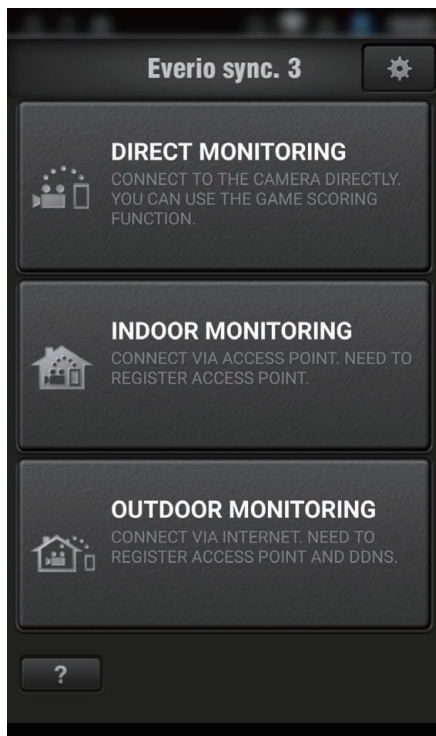 Everio sync. 3
DIRECT MONITORING
CONNECT TO THE CAMERA DIRECTLY.
YOU CAN USE THE GAME SCORING
FUNCTION.
INDOOR MONITORING
CONNECT VIA ACCESS POINT. NEED TO
REGISTER ACCESS POINT.
OUTDOOR MONITORING
CONNECT VIA INTERNET. NEED TO
REGISTER ACCESS POINT AND DDNS.
?